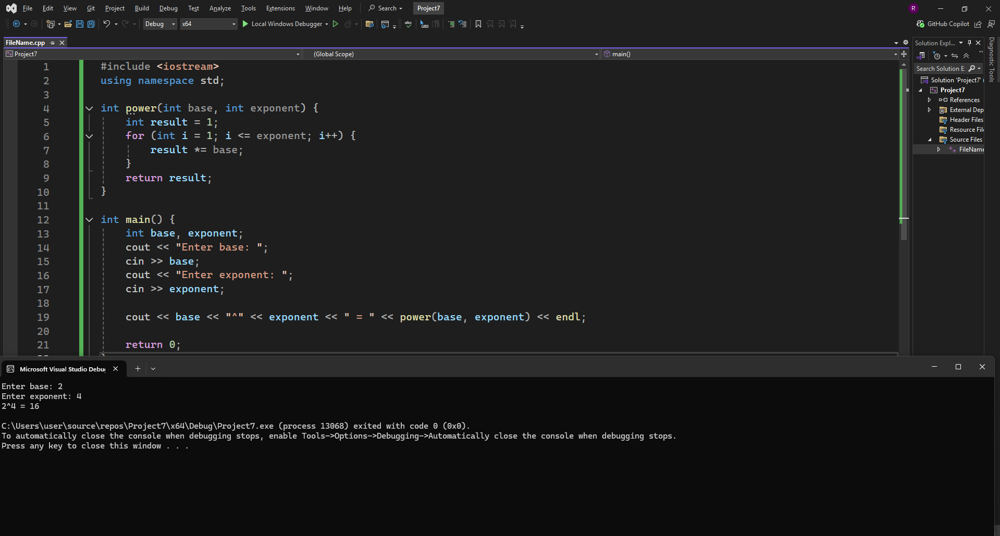 File Edit View Git Project Build Debug Test Analyze Tools Extensions Window Help Search Project7 R
Debug x64 Local Windows Debugger abc GitHub Copilot
FileName.cpp
Project7 (Global Scope) main()
1 #include <iostream>
2 using namespace std;
3
4 int power(int base, int exponent) {
5 int result = 1;
6 for (int i = 1; i <= exponent; i++) {
7 result *= base;
8 }
9 return result;
10 }
11
12 int main() {
13 int base, exponent;
14 cout << "Enter base: ";
15 cin >> base;
16 cout << "Enter exponent: ";
17 cin >> exponent;
18
19 cout << base << "^" << exponent << " = " << power(base, exponent) << endl;
20
21 return 0;
Solution Expl...
Search Solution E
Solution 'Project7' (
Project7
References
External Dep
Header Files
Resource File
Source Files
FileName
Diagnostic Tools
Microsoft Visual Studio Debug
Enter base: 2
Enter exponent: 4
2^4 = 16
C:\Users\user\source\repos\Project7\x64\Debug\Project7.exe (process 13068) exited with code 0 (0x0).
To automatically close the console when debugging stops, enable Tools->Options->Debugging->Automatically close the console when debugging stops.
Press any key to close this window . . .